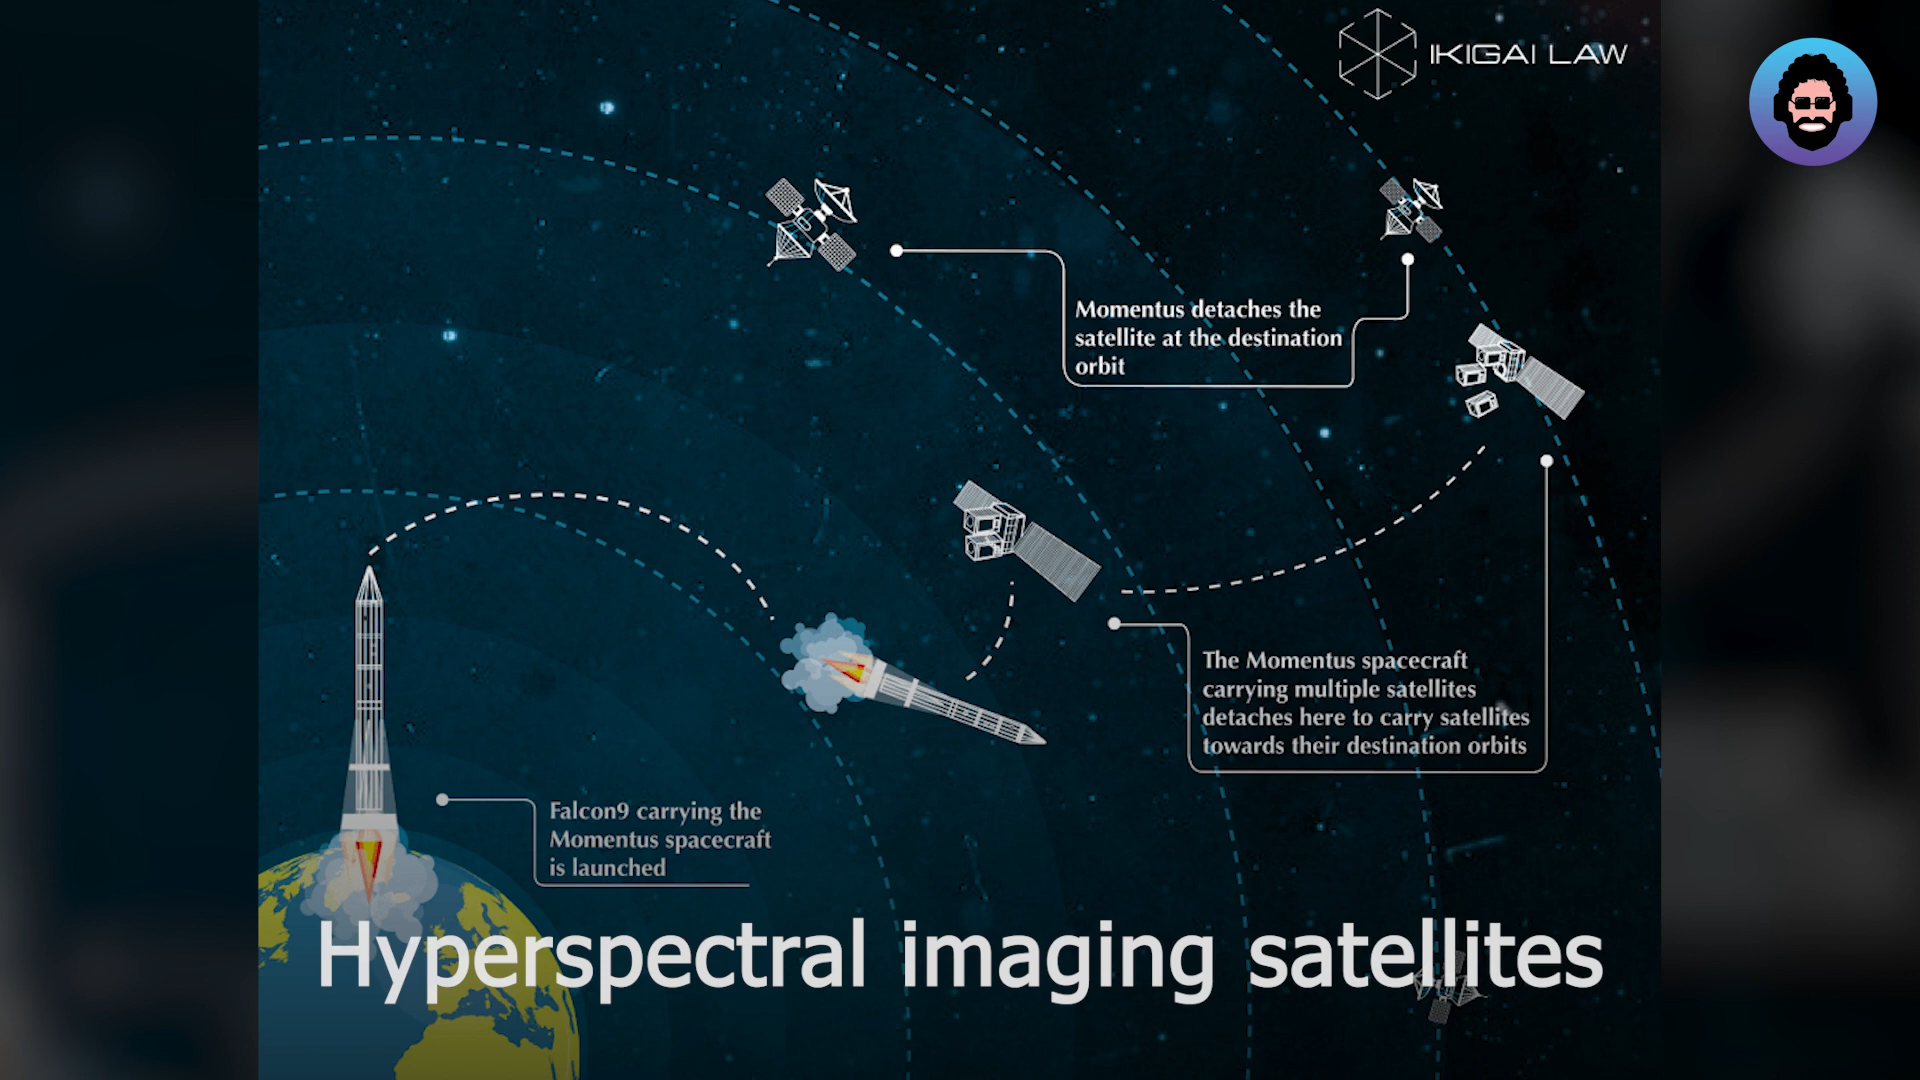 IKIGAI LAW
Momentus detaches the
satellite at the destination
orbit
The Momentus spacecraft
carrying multiple satellites
detaches here to carry satellites
towards their destination orbits
Falcon9 carrying the
Momentus spacecraft
is launched
Hyperspectral imaging satellites